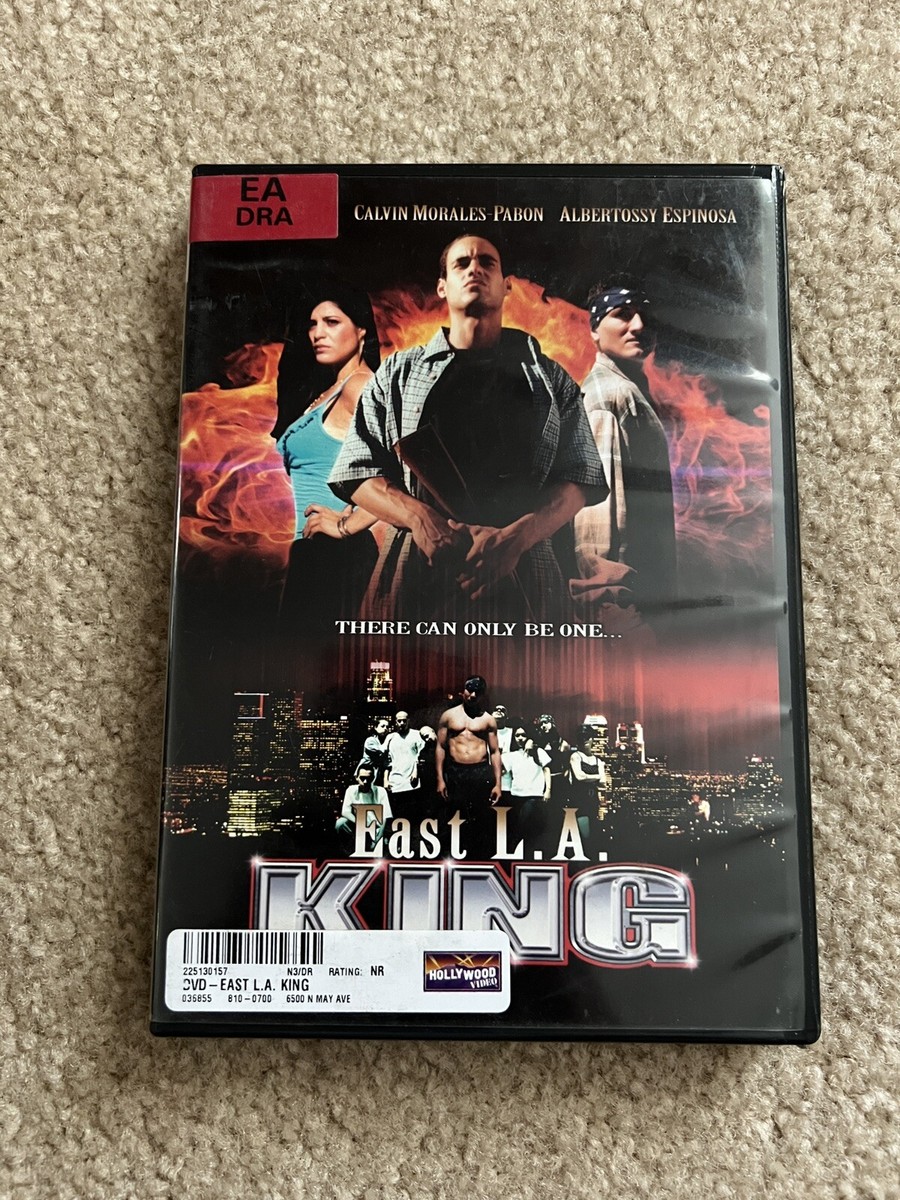 EA
DRA
CALVIN MORALES-PABON ALBERTOSSY ESPINOSA
THERE CAN ONLY BE ONE...
East L.A.
KING
225130157 N3/DR RATING: NR
DVD-EAST L.A. KING
036855 810-0700 6500 N MAY AVE
HOLLYWOOD
VIDEO